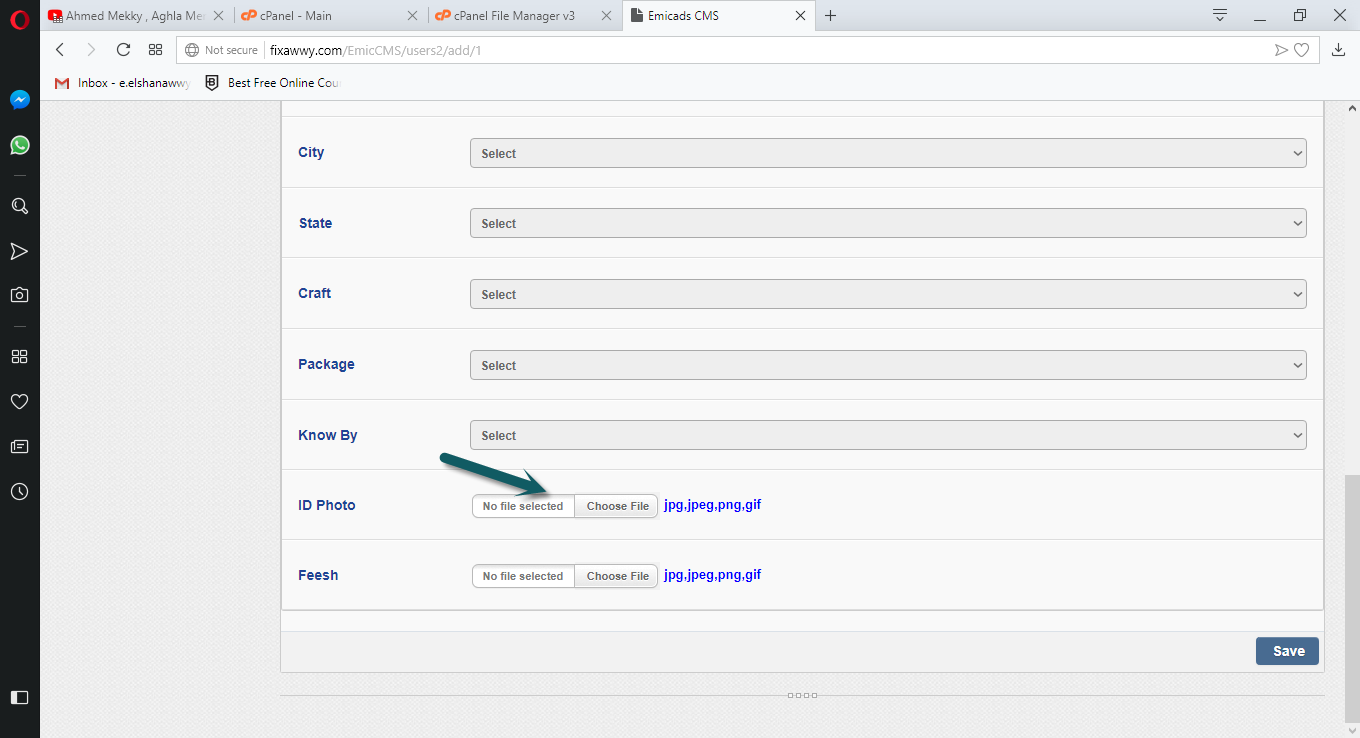 Ahmed Mekky , Aghla Me
cPanel - Main
cPanel File Manager v3
Emicads CMS
Not secure
fixawwy.com/EmicCMS/users2/add/1
Inbox - e.elshanawwy
Best Free Online Cou
City
Select
State
Select
Craft
Select
Package
Select
Know By
Select
ID Photo
No file selected
Choose File
jpg,jpeg,png,gif
Feesh
No file selected
Choose File
jpg,jpeg,png,gif
Save